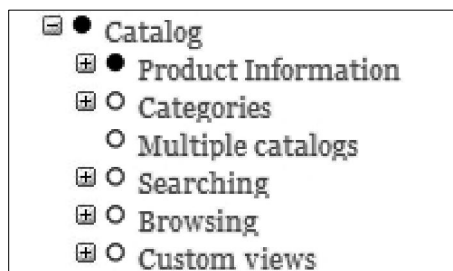 Catalog
Product Information
Categories
Multiple catalogs
Searching
Browsing
Custom views